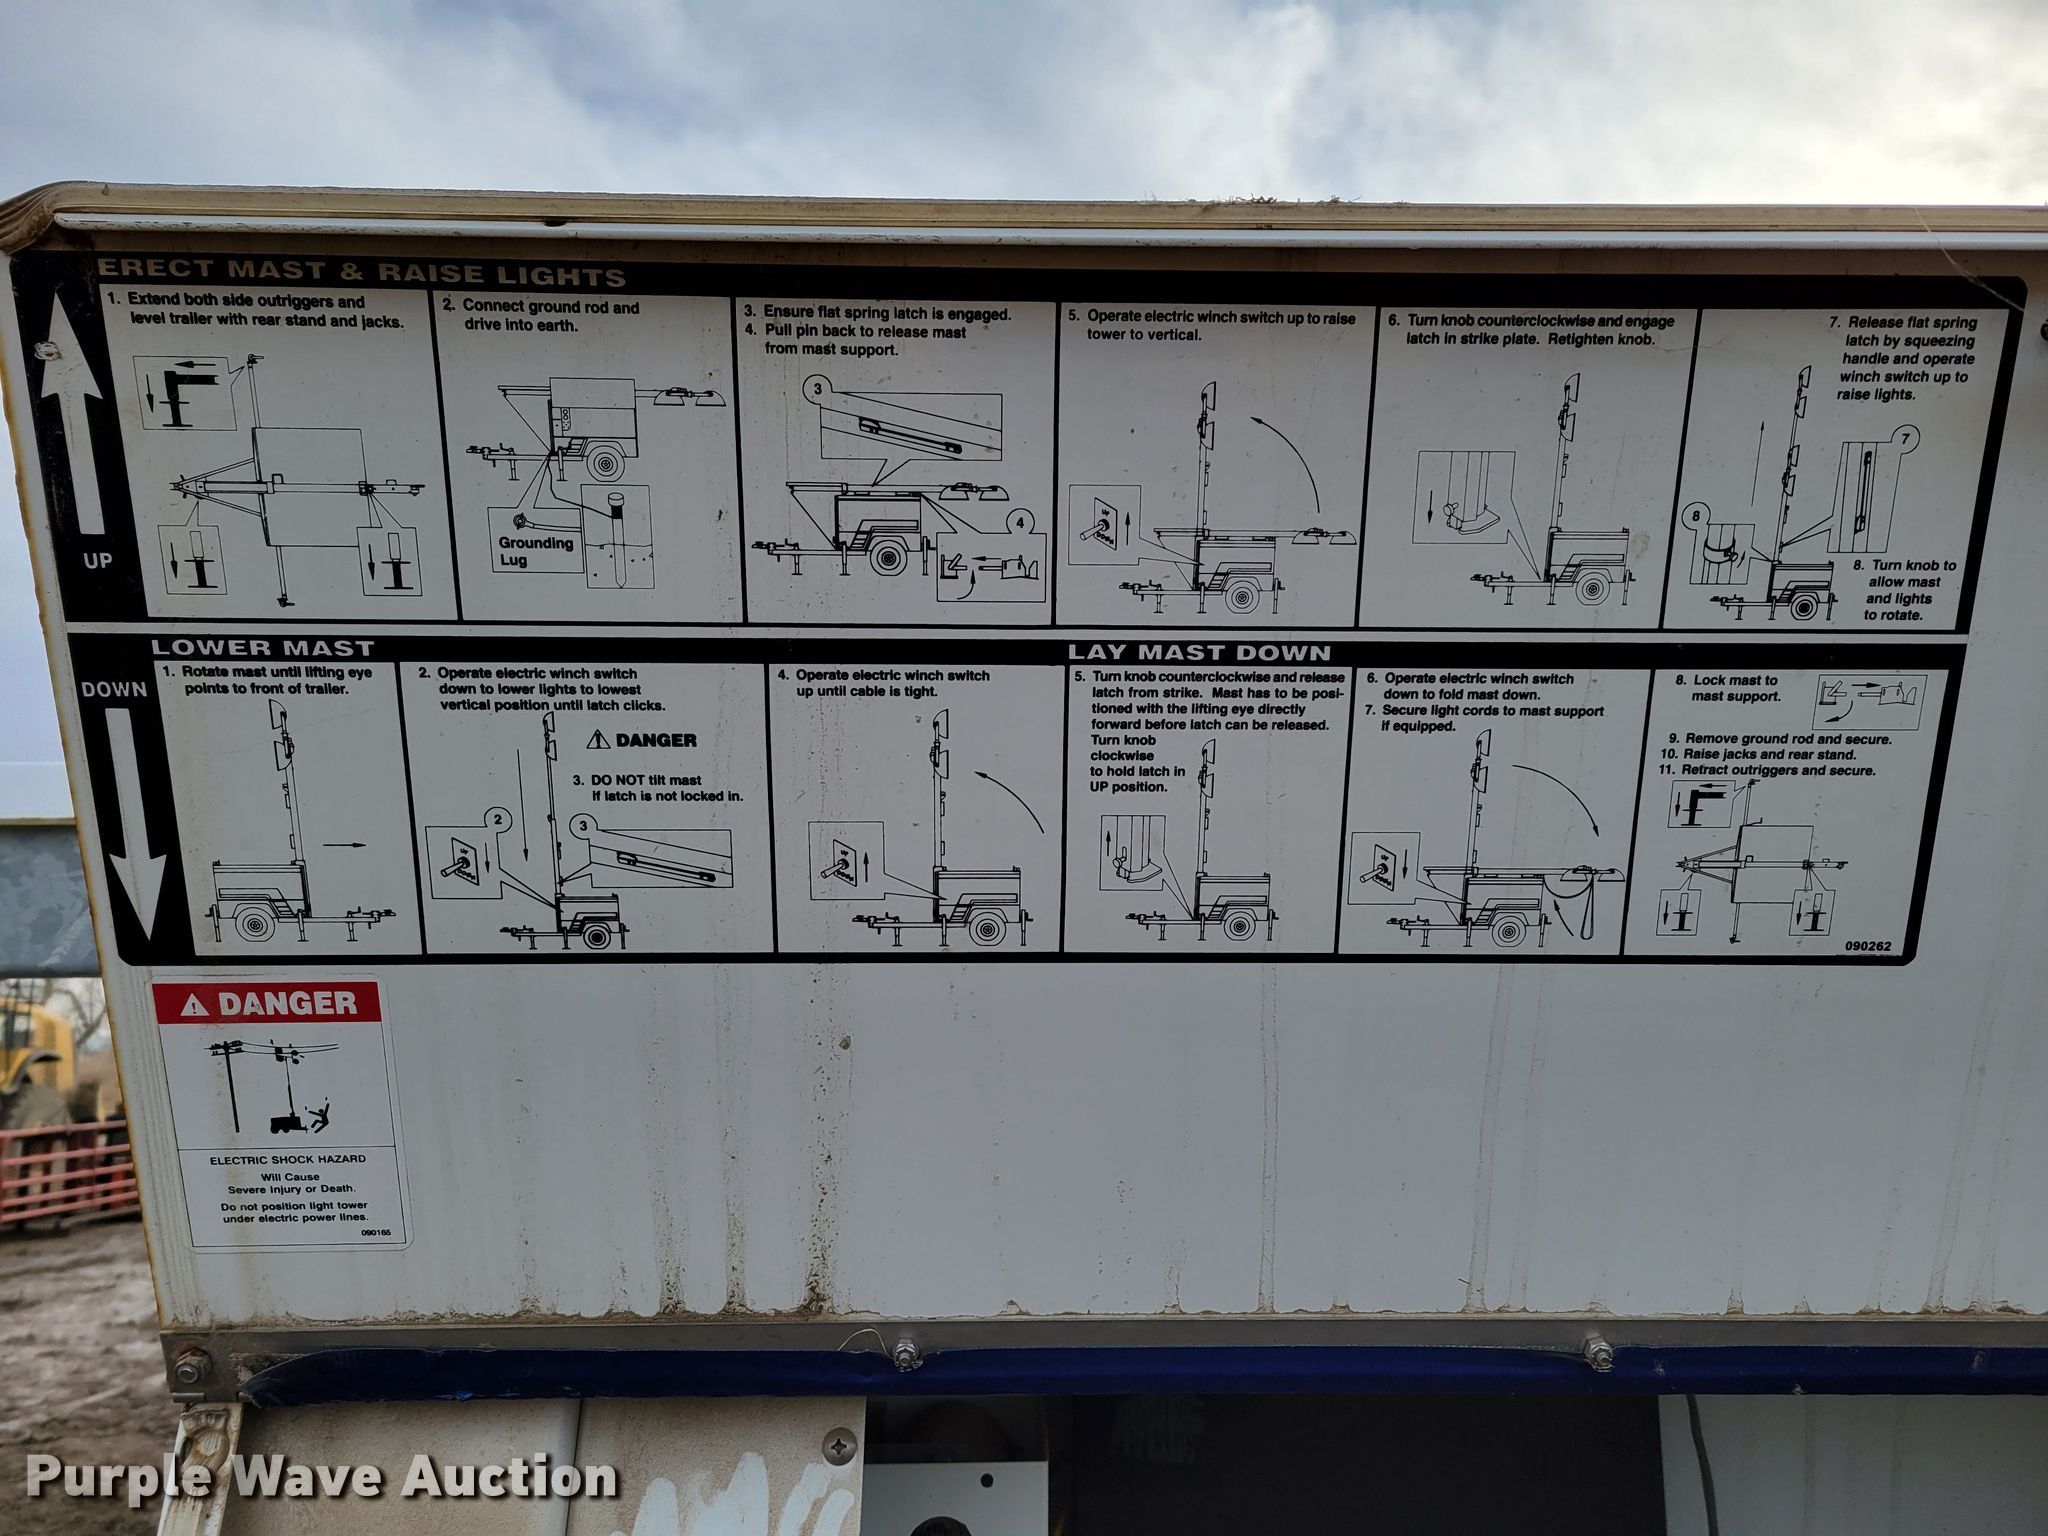 ERECT MAST & RAISE LIGHTS
UP
1. Extend both side outriggers and
level trailer with rear stand and jacks.
2. Connect ground rod and
drive into earth.
Grounding
Lug
3. Ensure flat spring latch is engaged.
4. Pull pin back to release mast
from mast support.
3
4
5. Operate electric winch switch up to raise
tower to vertical.
UP
DOWN
6. Turn knob counterclockwise and engage
latch in strike plate. Retighten knob.
7. Release flat spring
latch by squeezing
handle and operate
winch switch up to
raise lights.
7
8
8. Turn knob to
allow mast
and lights
to rotate.
LOWER MAST
DOWN
1. Rotate mast until lifting eye
points to front of trailer.
2. Operate electric winch switch
down to lower lights to lowest
vertical position until latch clicks.
DANGER
3. DO NOT tilt mast
if latch is not locked in.
2
3
UP
DOWN
4. Operate electric winch switch
up until cable is tight.
UP
DOWN
LAY MAST DOWN
5. Turn knob counterclockwise and release
latch from strike. Mast has to be posi-
tioned with the lifting eye directly
forward before latch can be released.
Turn knob
clockwise
to hold latch in
UP position.
6. Operate electric winch switch
down to fold mast down.
7. Secure light cords to mast support
if equipped.
UP
DOWN
8. Lock mast to
mast support.
9. Remove ground rod and secure.
10. Raise jacks and rear stand.
11. Retract outriggers and secure.
090262
DANGER
ELECTRIC SHOCK HAZARD
Will Cause
Severe Injury or Death.
Do not position light tower
under electric power lines.
090165
Purple Wave Auction